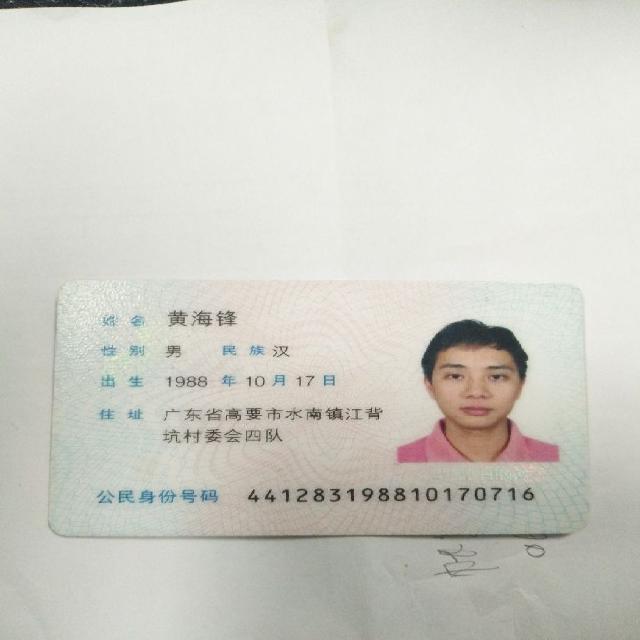 姓名 黄海锋
性别 男 民族 汉
出生 1988 年 10 月 17 日
住址 广东省高要市水南镇江背
坑村委会四队
公民身份号码 441283198810170716